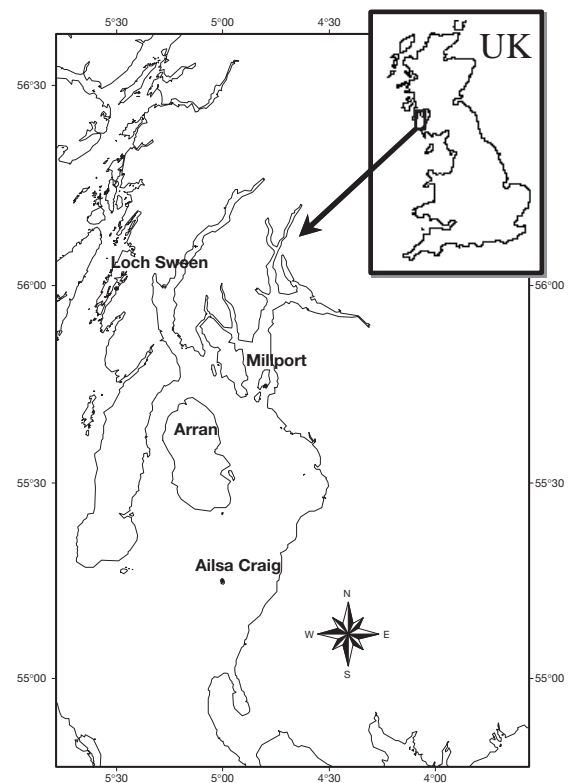 5°30 5°00 4°30
UK
56°30
Loch Sween
56°00 56°00
Millport
Arran
55°30 55°30
Ailsa Craig
N
W E
S
55°00 55°00
5°30 5°00 4°30 4°00